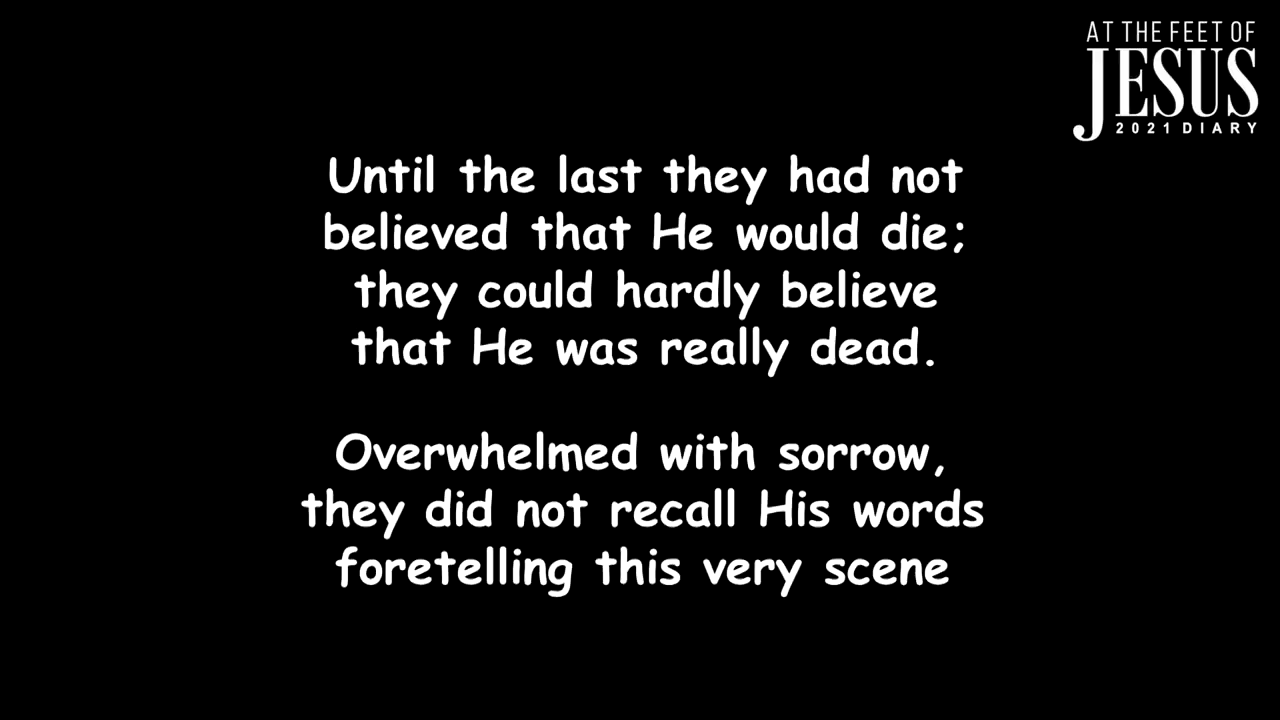 AT THE FEET OF
JESUS
2021 DIARY
Until the last they had not
believed that He would die;
they could hardly believe
that He was really dead.
Overwhelmed with sorrow,
they did not recall His words
foretelling this very scene